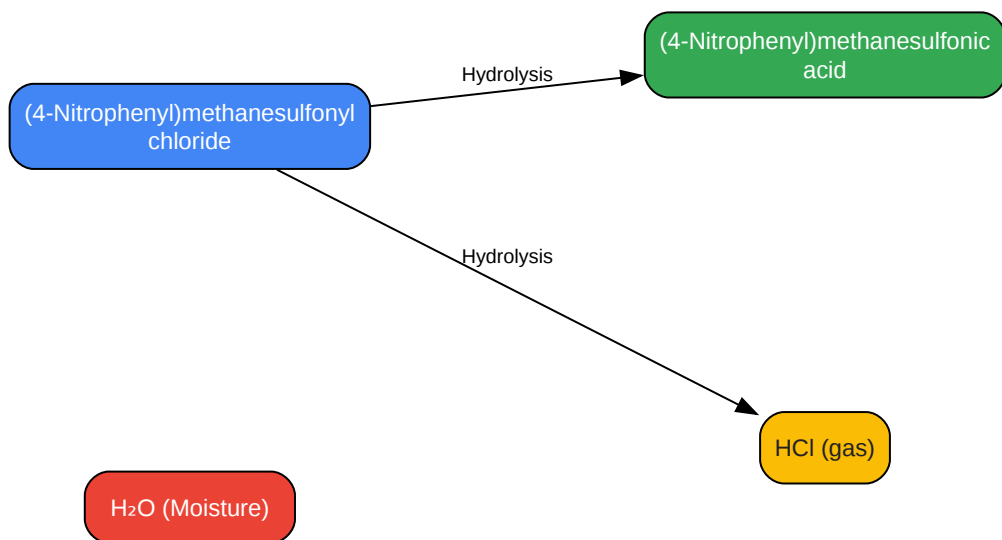 (4-Nitrophenyl)methanesulfonic
acid
Hydrolysis
(4-Nitrophenyl)methanesulfonyl
chloride
Hydrolysis
HCl (gas)
H₂O (Moisture)